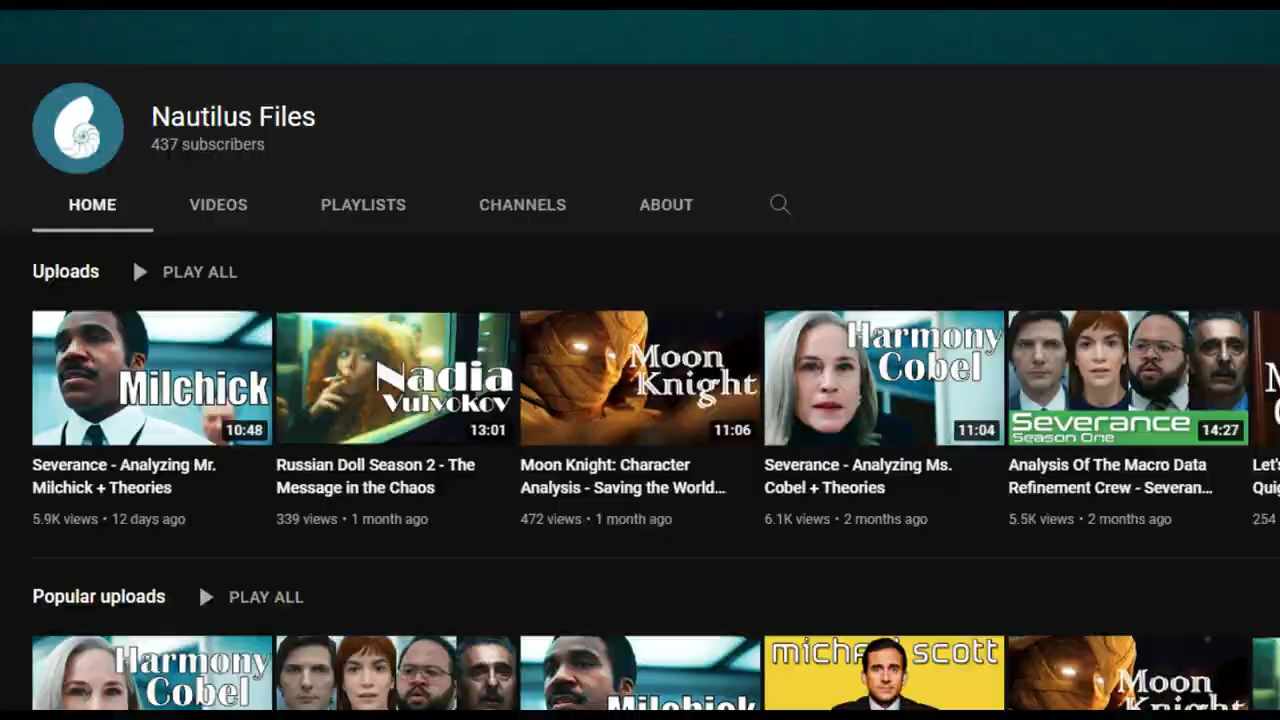 Nautilus Files
437 subscribers
HOME VIDEOS PLAYLISTS CHANNELS ABOUT
Uploads PLAY ALL
Milchick
10:48
Nadia
Vulvokov
13:01
Moon
Knight
11:06
Harmony
Cobel
11:04
Severance
Season One
14:27
Severance - Analyzing Mr.
Milchick + Theories
5.9K views • 12 days ago
Russian Doll Season 2 - The
Message in the Chaos
339 views • 1 month ago
Moon Knight: Character
Analysis - Saving the World...
472 views • 1 month ago
Severance - Analyzing Ms.
Cobel + Theories
6.1K views • 2 months ago
Analysis Of The Macro Data
Refinement Crew - Severan...
5.5K views • 2 months ago
Let's
Quig
254
Popular uploads PLAY ALL
Harmony
Cobel
Milchick
michael scott
Moon
Knight